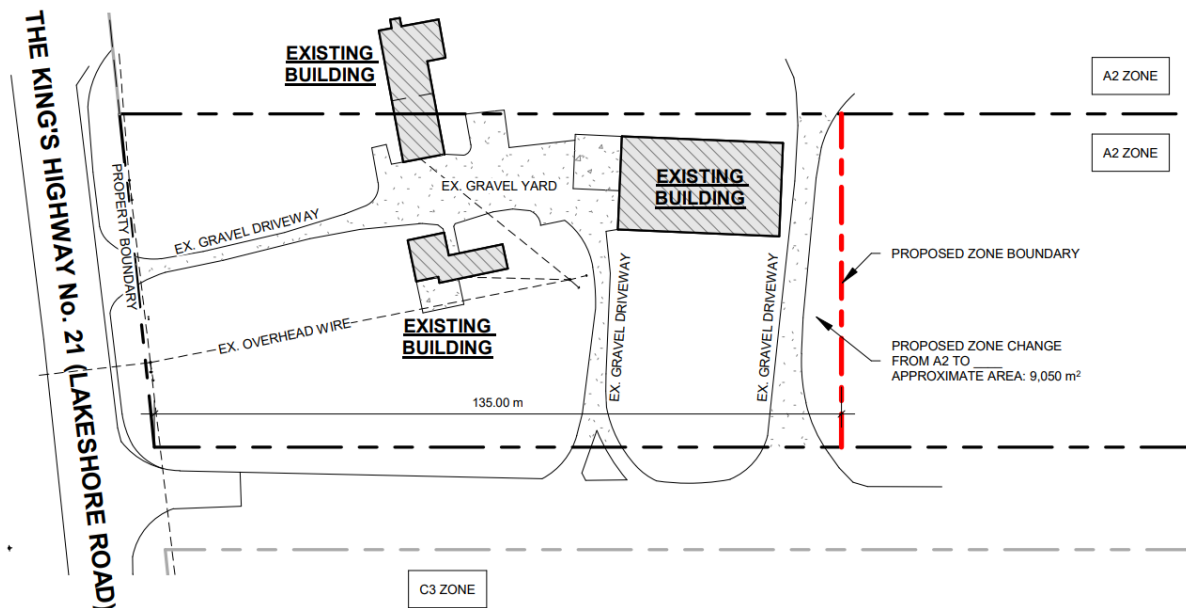 THE KING'S HIGHWAY No. 21 (LAKESHORE ROAD)
PROPERTY BOUNDARY
EXISTING
BUILDING
A2 ZONE
A2 ZONE
EX. GRAVEL YARD
EXISTING
BUILDING
EX. GRAVEL DRIVEWAY
EX. OVERHEAD WIRE
EXISTING
BUILDING
EX. GRAVEL DRIVEWAY
EX. GRAVEL DRIVEWAY
PROPOSED ZONE BOUNDARY
PROPOSED ZONE CHANGE
FROM A2 TO ____
APPROXIMATE AREA: 9,050 m²
135.00 m
C3 ZONE